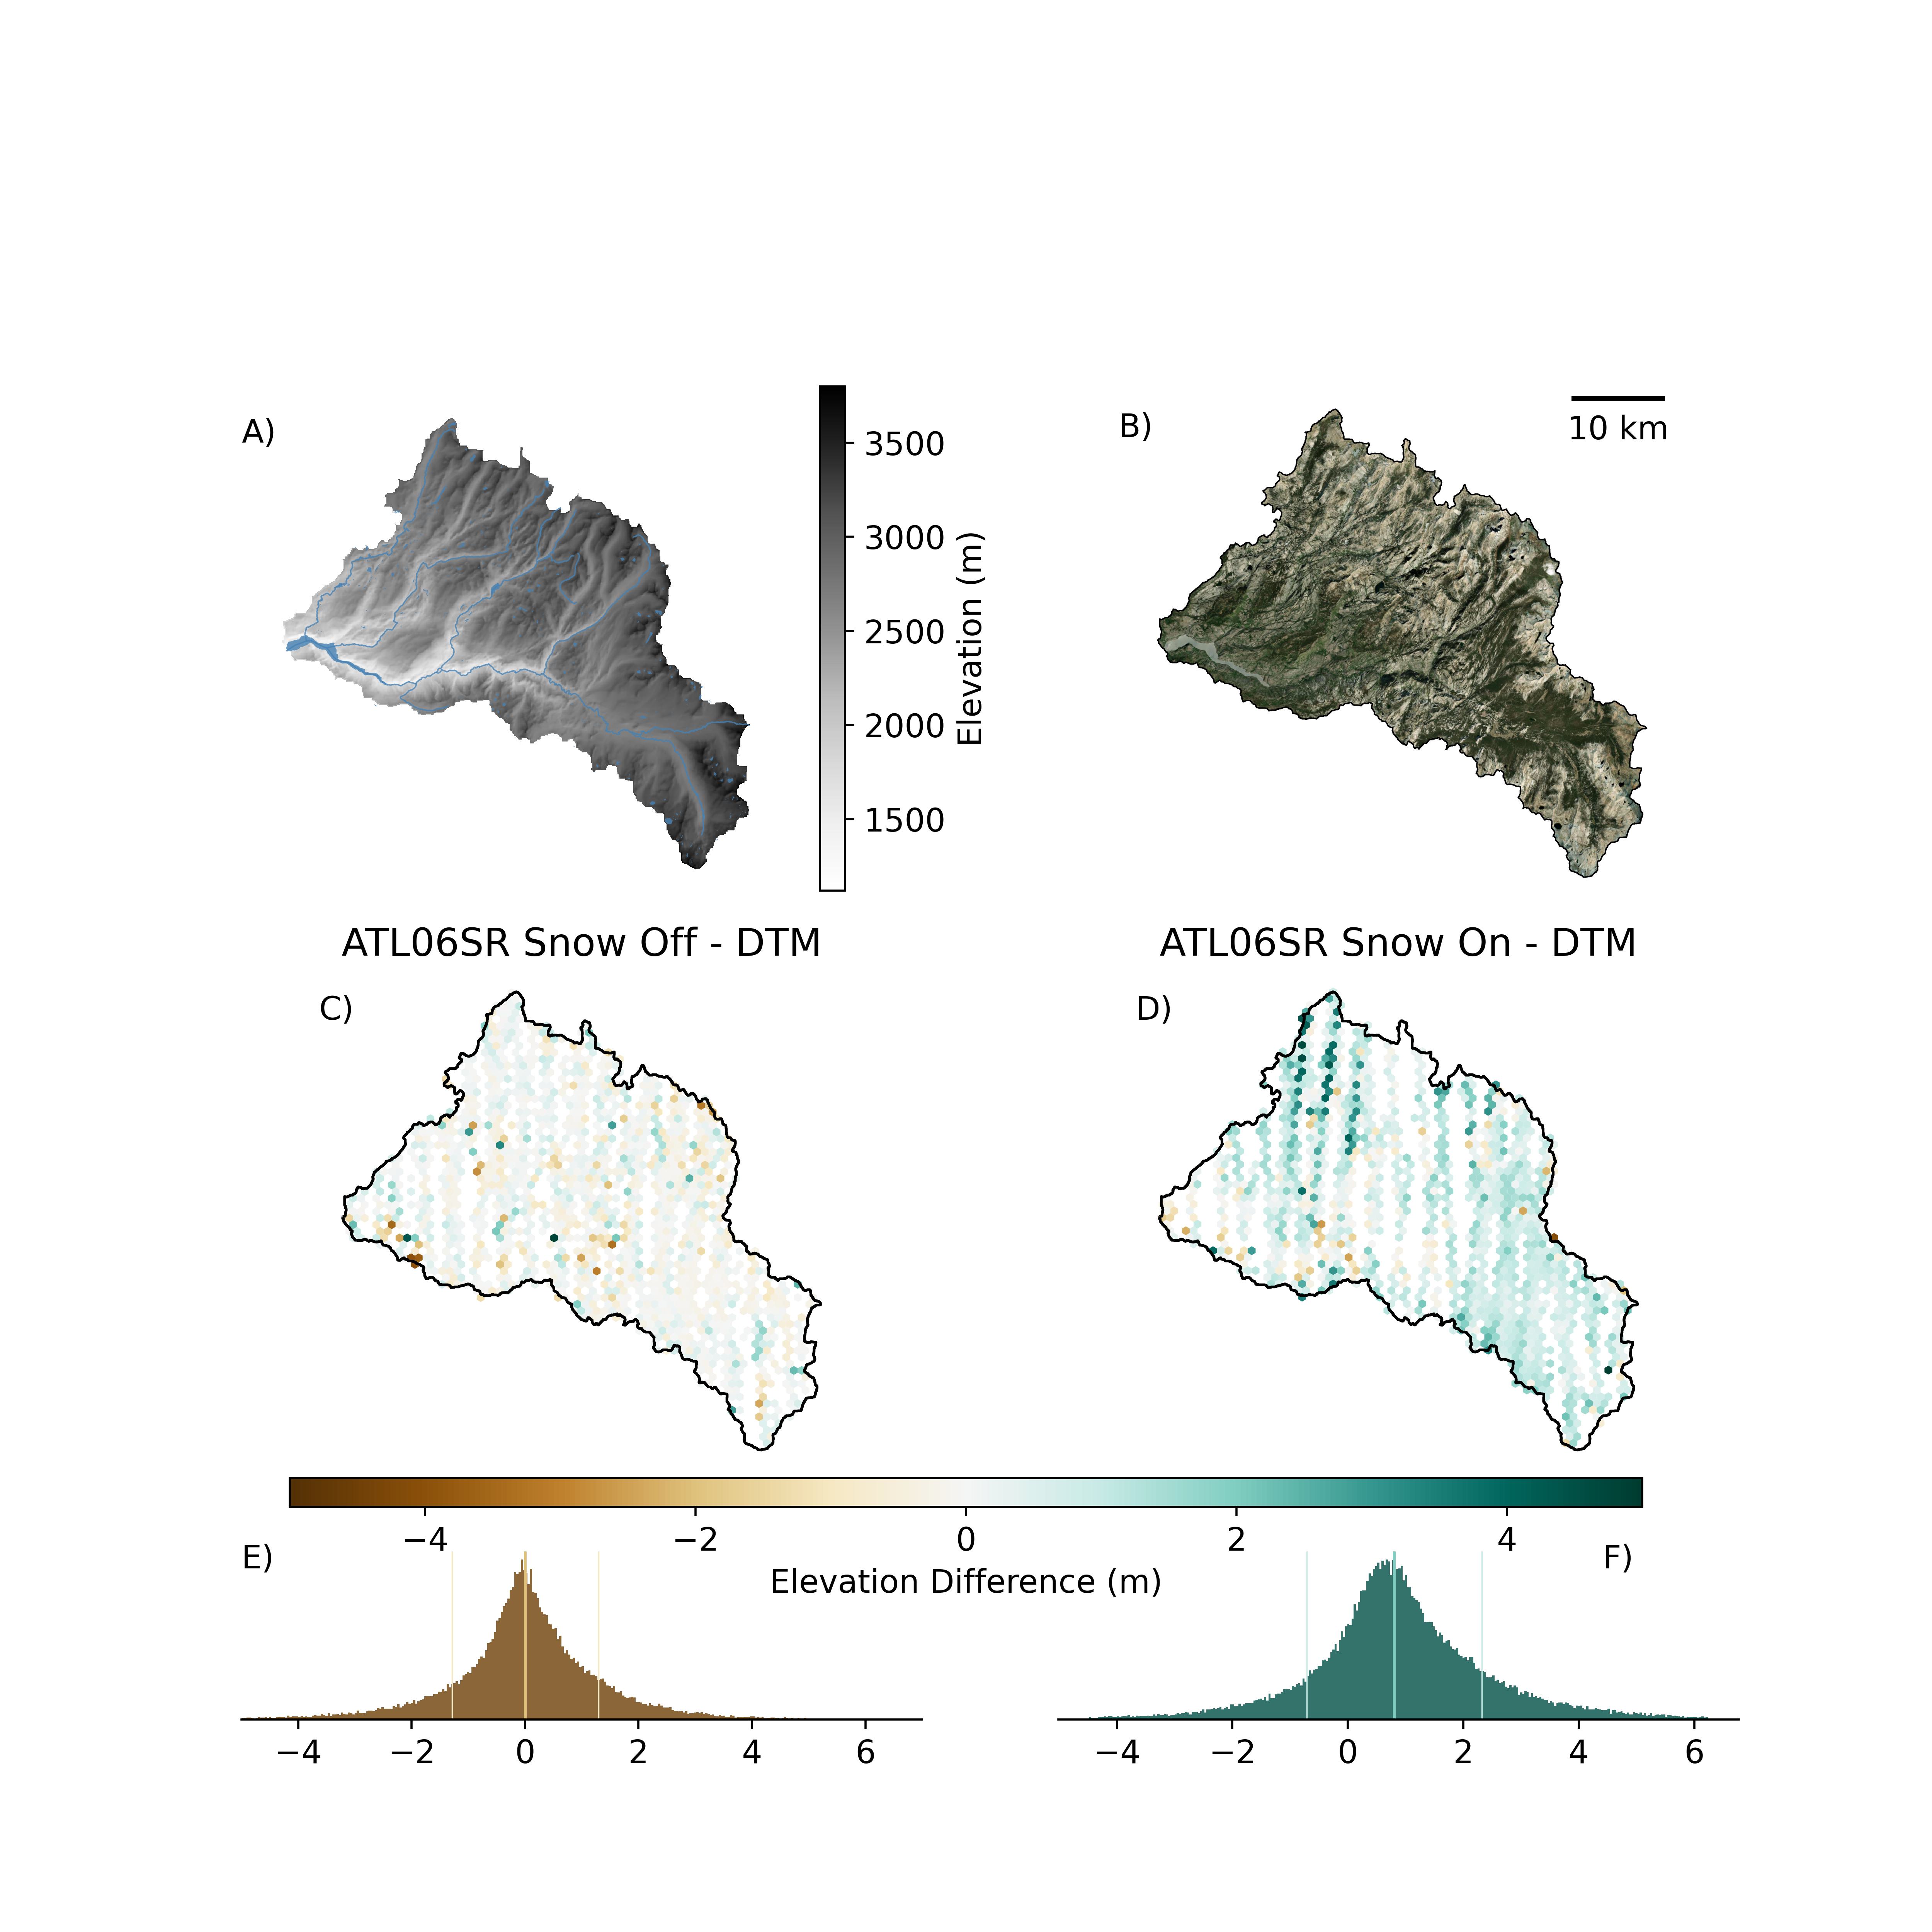 A)
3500
3000
2500
2000
1500
Elevation (m)
B)
10 km
ATL06SR Snow Off - DTM
ATL06SR Snow On - DTM
C)
D)
−4 −2 0 2 4
Elevation Difference (m)
E)
F)
−4 −2 0 2 4 6
−4 −2 0 2 4 6